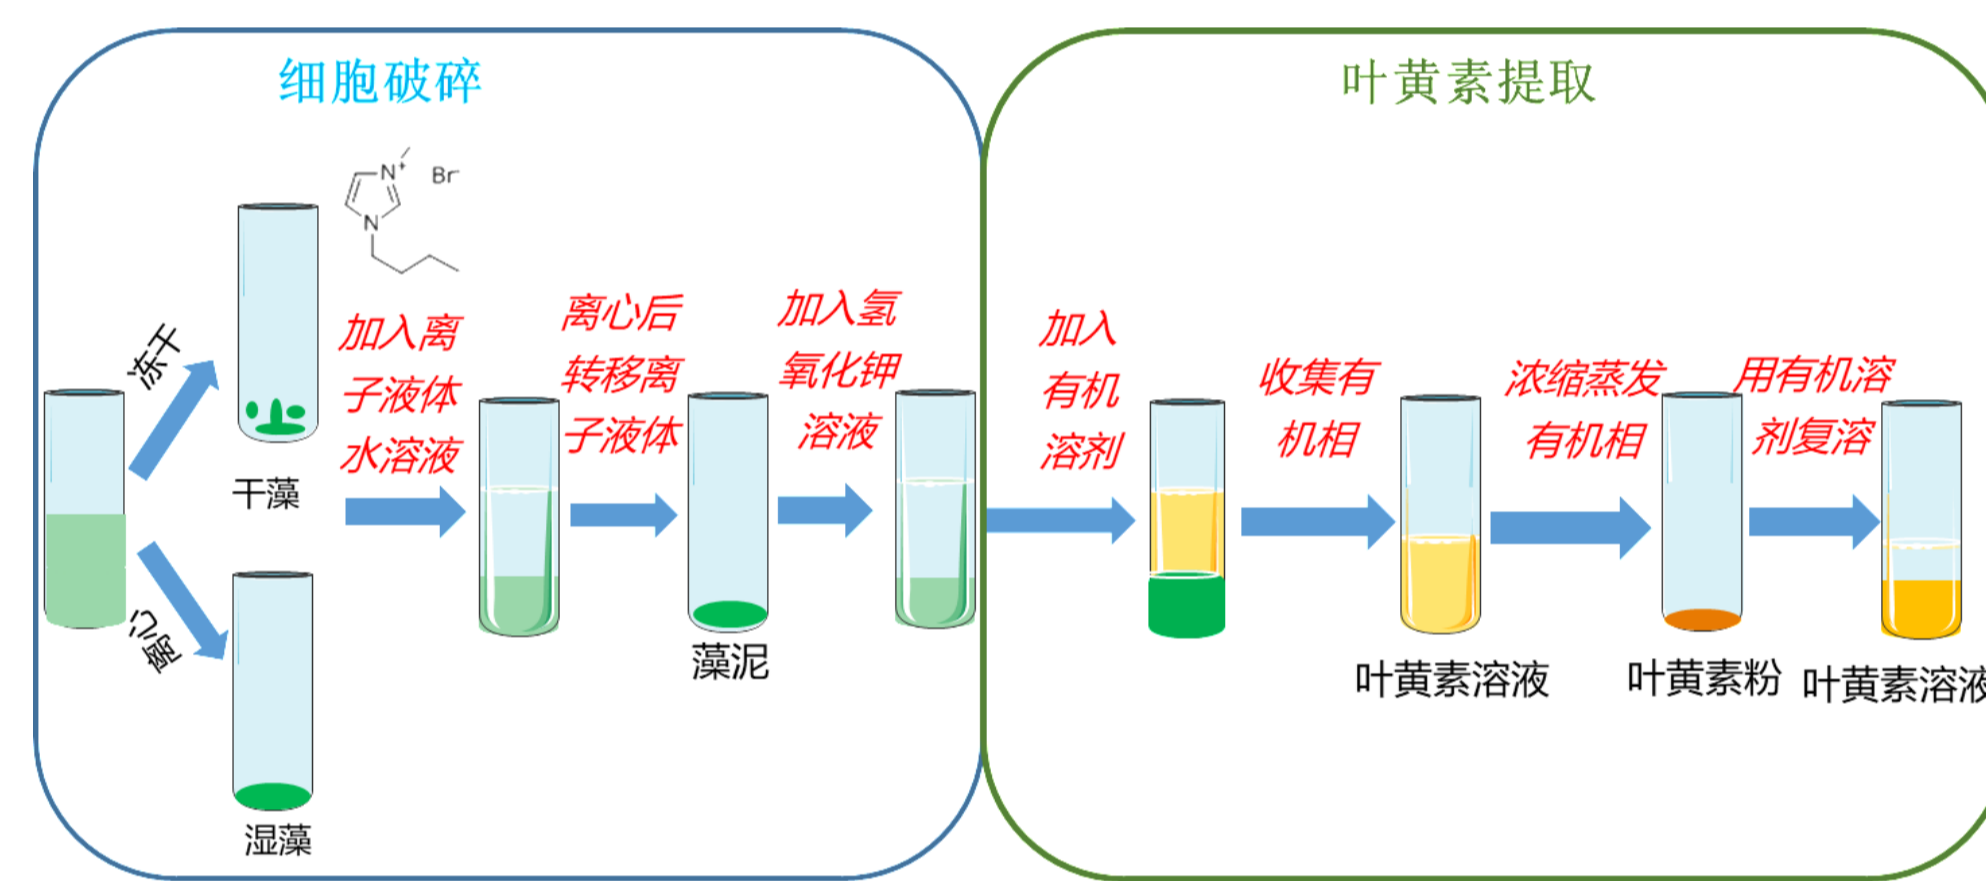 细胞破碎
冻干
干藻
离心
湿藻
N+
Br-
N
加入离
子液体
水溶液
离心后
转移离
子液体
藻泥
加入氢
氧化钾
溶液
叶黄素提取
加入
有机
溶剂
收集有
机相
叶黄素溶液
浓缩蒸发
有机相
叶黄素粉
用有机溶
剂复溶
叶黄素溶液